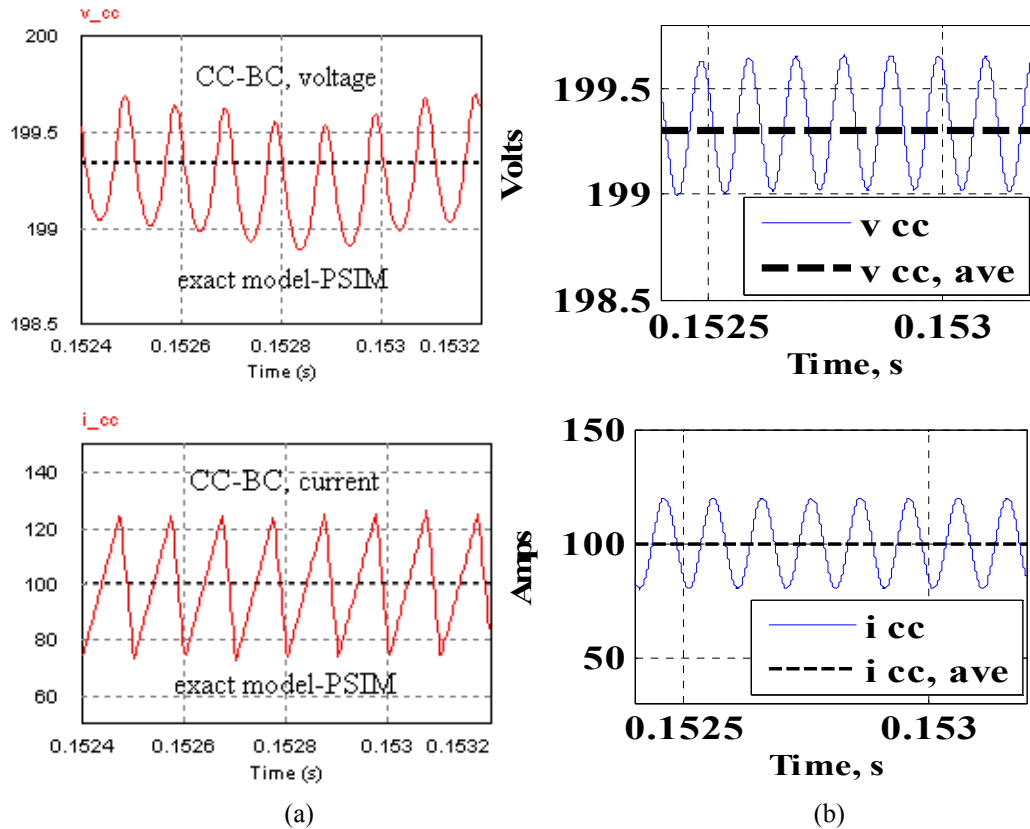 v_cc
200
199.5
199
198.5
CC-BC, voltage
exact model-PSIM
0.1524 0.1526 0.1528 0.153 0.1532
Time (s)
Volts
199.5
199
198.5
v cc
v cc, ave
0.1525 0.153
Time, s
i_cc
140
120
100
80
60
CC-BC, current
exact model-PSIM
0.1524 0.1526 0.1528 0.153 0.1532
Time (s)
Amps
150
100
50
i cc
i cc, ave
0.1525 0.153
Time, s
(a) (b)